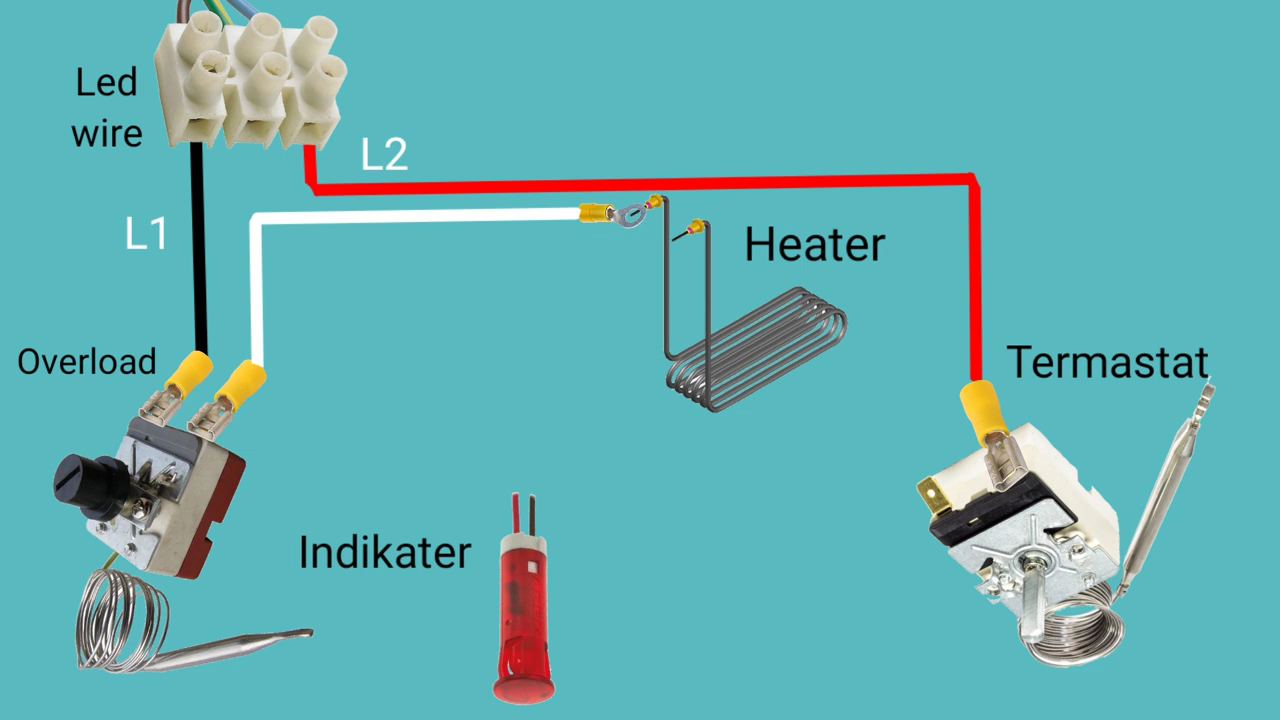 Led
wire
L2
L1
Heater
Overload
Termastat
Indikater